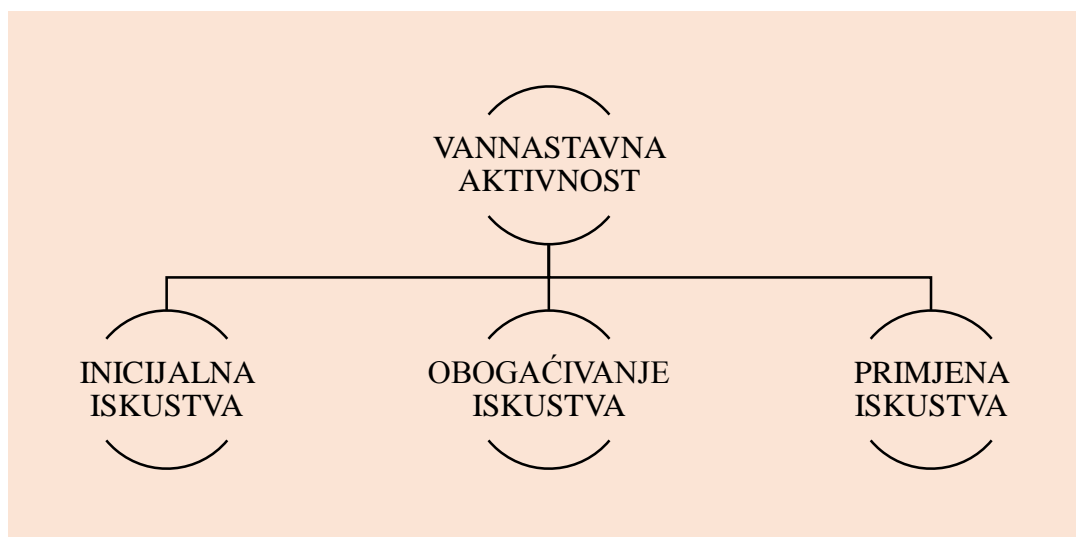 VANNASTAVNA
AKTIVNOST
INICIJALNA
ISKUSTVA
OBOGAĆIVANJE
ISKUSTVA
PRIMJENA
ISKUSTVA